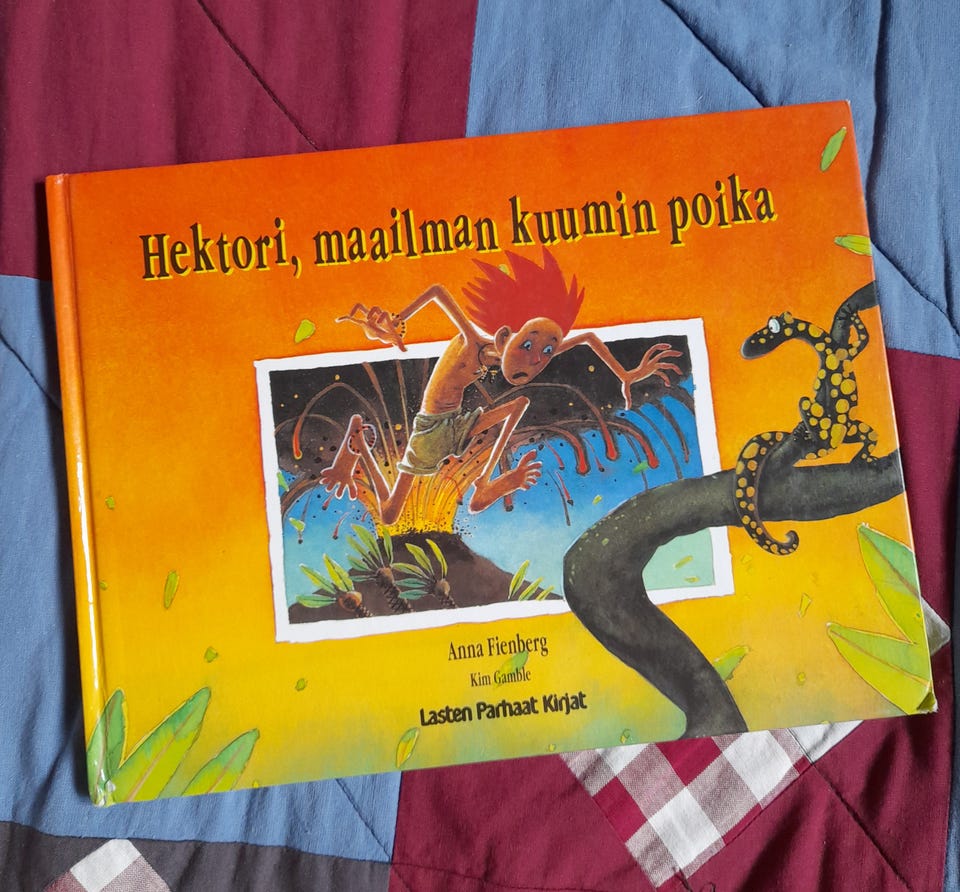 Hektori, maailman kuumin poika
Anna Fienberg
Kim Gamble
Lasten Parhaat Kirjat